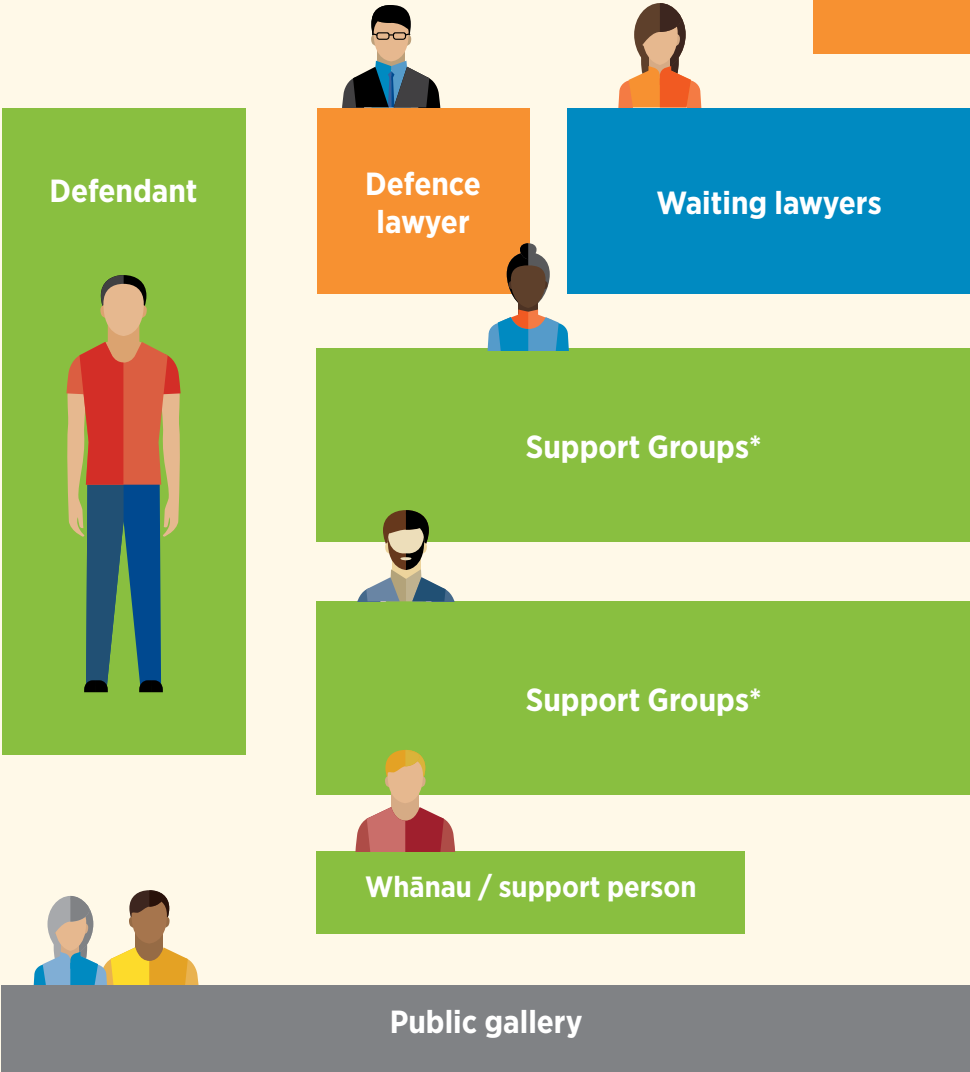 Defendant
Defence
lawyer
Waiting lawyers
Support Groups*
Support Groups*
Whānau / support person
Public gallery